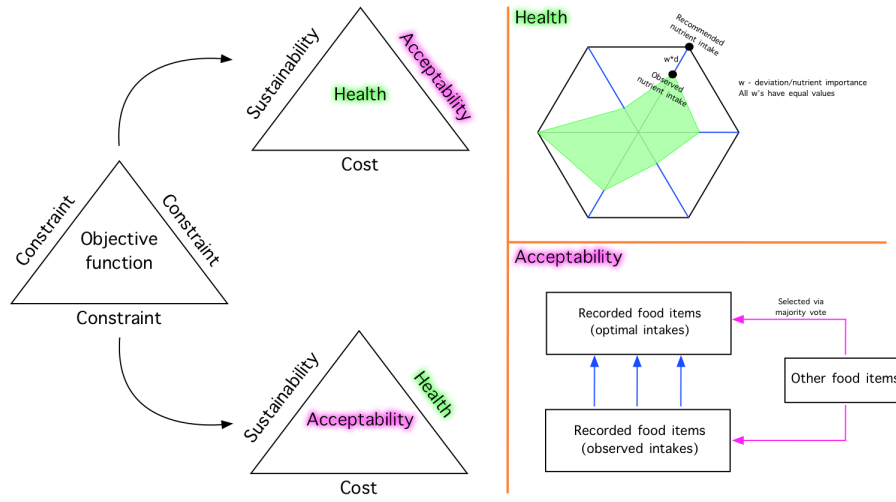 Sustainability
Acceptability
Health
Cost
Constraint
Constraint
Objective
function
Constraint
Sustainability
Health
Acceptability
Cost
Health
Recommended
nutrient intake
w*d
Observed
nutrient intake
w - deviation/nutrient importance
All w's have equal values
Acceptability
Recorded food items
(optimal intakes)
Selected via
majority vote
Other food items
Recorded food items
(observed intakes)